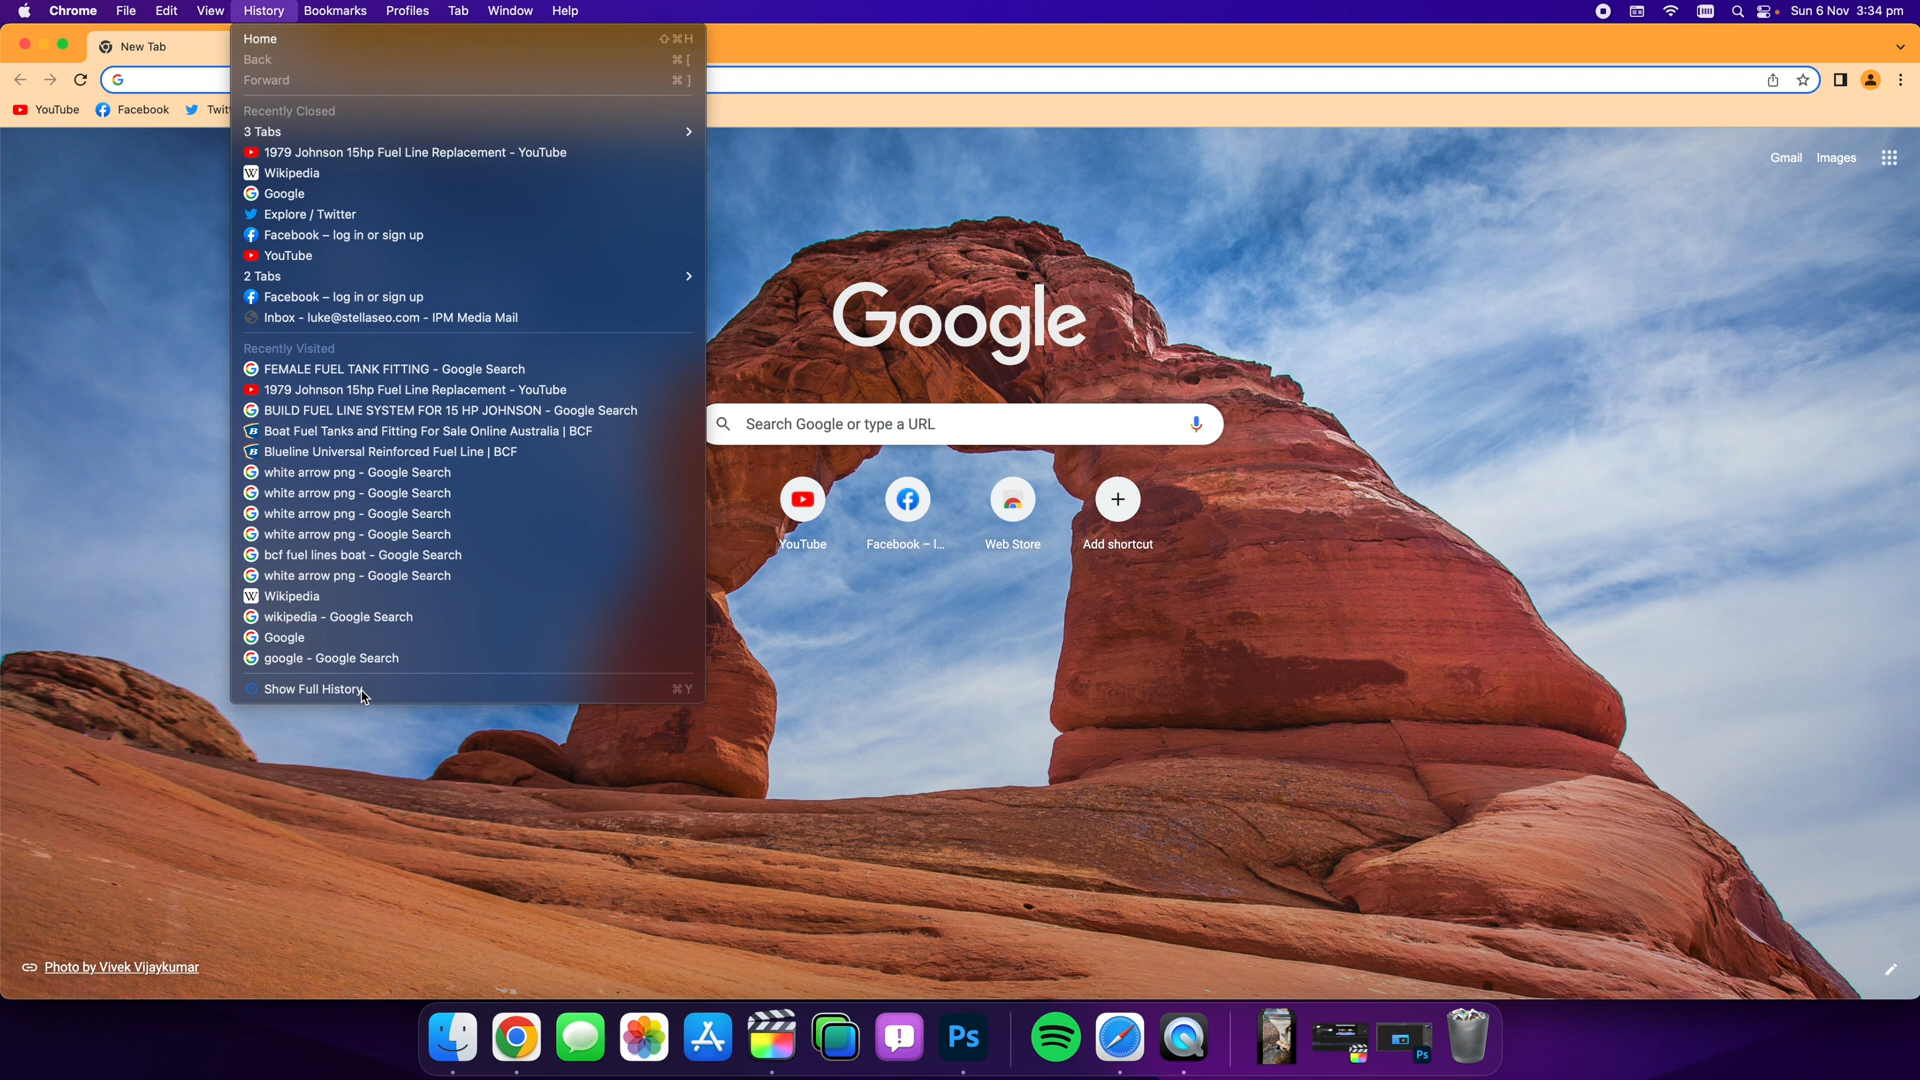 Chrome File Edit View History Bookmarks Profiles Tab Window Help Sun 6 Nov 3:34 pm
New Tab
YouTube Facebook
Home ⇧⌘H
Back ⌘[
Forward ⌘]
Recently Closed
3 Tabs
1979 Johnson 15hp Fuel Line Replacement - YouTube
Wikipedia
Google
Explore / Twitter
Facebook – log in or sign up
YouTube
2 Tabs
Facebook – log in or sign up
Inbox - luke@stellaseo.com - IPM Media Mail
Recently Visited
FEMALE FUEL TANK FITTING - Google Search
1979 Johnson 15hp Fuel Line Replacement - YouTube
BUILD FUEL LINE SYSTEM FOR 15 HP JOHNSON - Google Search
Boat Fuel Tanks and Fitting For Sale Online Australia | BCF
Blueline Universal Reinforced Fuel Line | BCF
white arrow png - Google Search
white arrow png - Google Search
white arrow png - Google Search
white arrow png - Google Search
bcf fuel lines boat - Google Search
white arrow png - Google Search
Wikipedia
wikipedia - Google Search
Google
google - Google Search
Show Full History ⌘Y
Gmail Images
Google
Search Google or type a URL
YouTube Facebook – l... Web Store Add shortcut
Photo by Vivek Vijaykumar
Ps
Ps